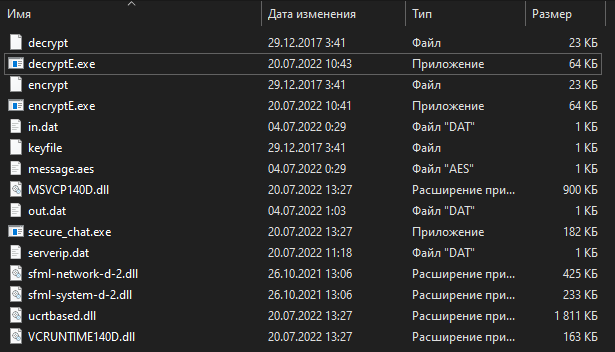 Имя Дата изменения Тип Размер
decrypt 29.12.2017 3:41 Файл 23 КБ
decryptE.exe 20.07.2022 10:43 Приложение 64 КБ
encrypt 29.12.2017 3:41 Файл 23 КБ
encryptE.exe 20.07.2022 10:41 Приложение 64 КБ
in.dat 04.07.2022 0:29 Файл "DAT" 1 КБ
keyfile 29.12.2017 3:41 Файл 1 КБ
message.aes 04.07.2022 0:29 Файл "AES" 1 КБ
MSVCP140D.dll 20.07.2022 13:27 Расширение при... 900 КБ
out.dat 04.07.2022 1:03 Файл "DAT" 1 КБ
secure_chat.exe 20.07.2022 13:27 Приложение 182 КБ
serverip.dat 20.07.2022 11:18 Файл "DAT" 1 КБ
sfml-network-d-2.dll 26.10.2021 13:06 Расширение при... 425 КБ
sfml-system-d-2.dll 26.10.2021 13:06 Расширение при... 233 КБ
ucrtbased.dll 20.07.2022 13:27 Расширение при... 1 811 КБ
VCRUNTIME140D.dll 20.07.2022 13:27 Расширение при... 163 КБ